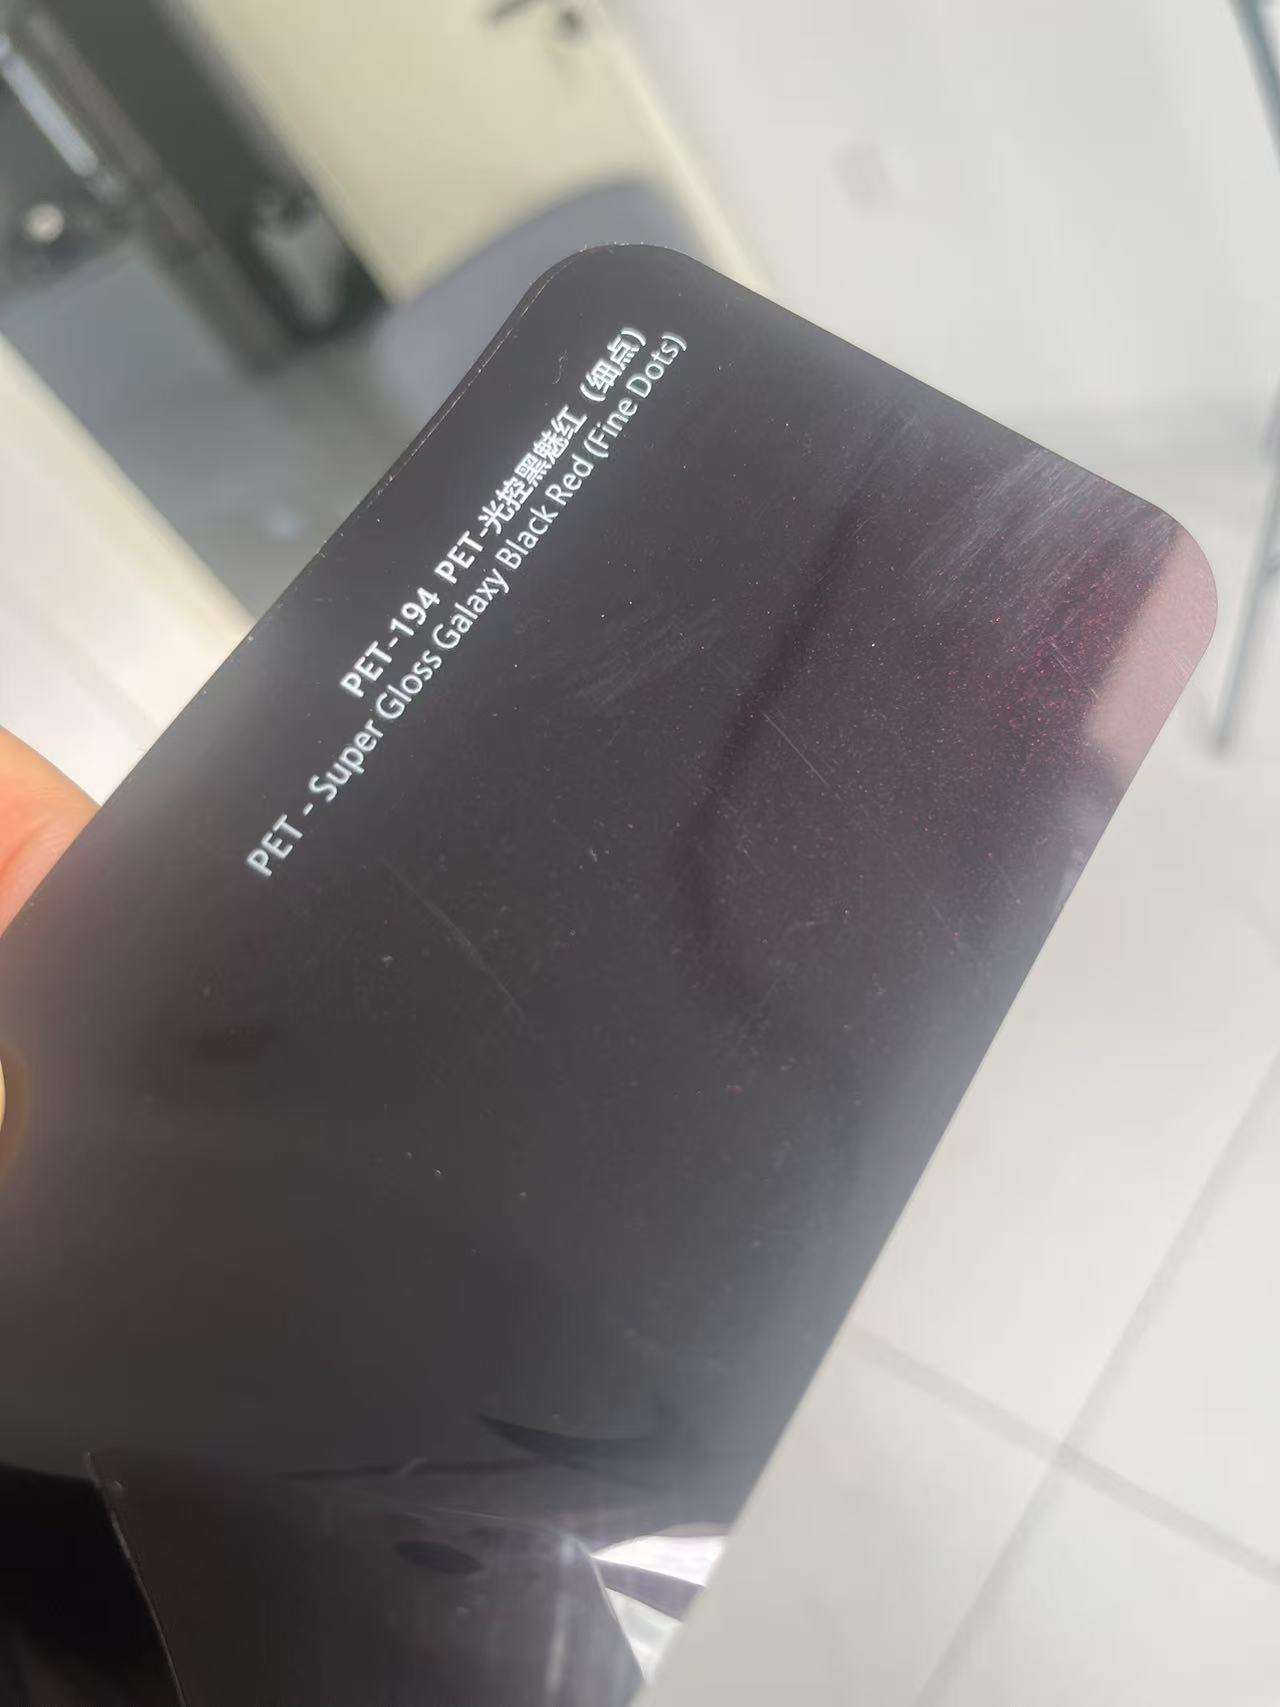 PET-194 PET-光控黑魅红（细点）
PET - Super Gloss Galaxy Black Red (Fine Dots)